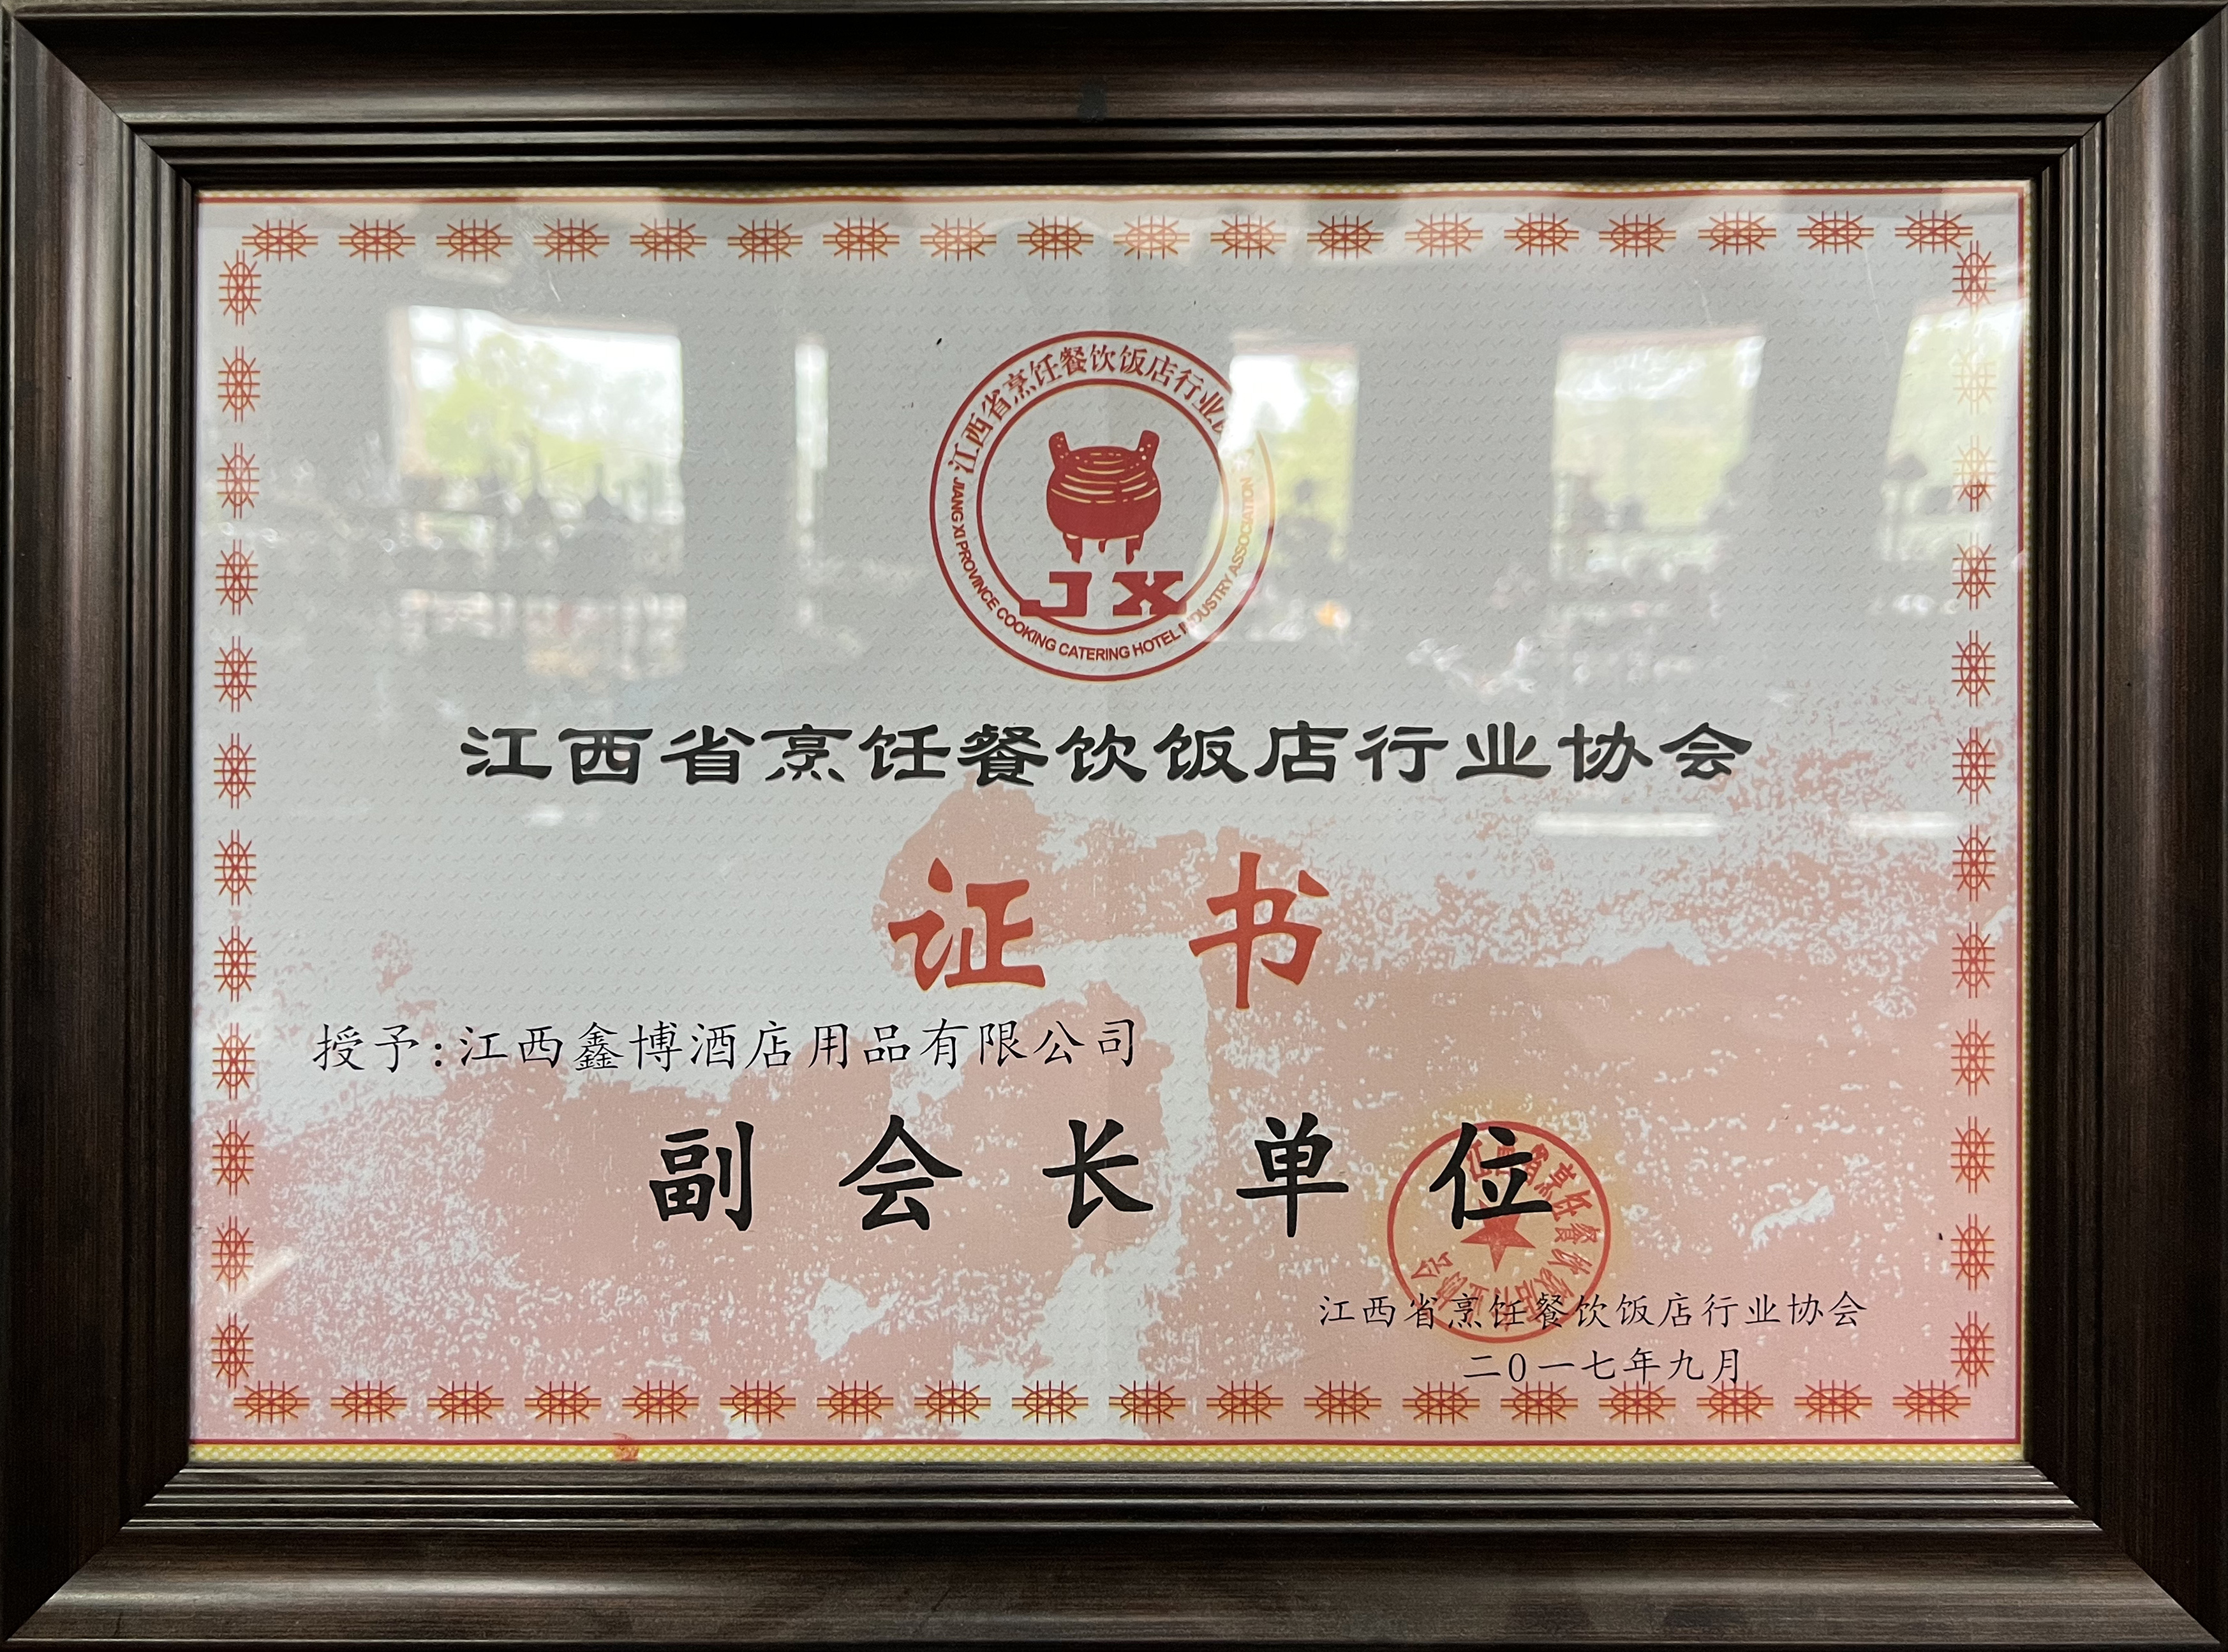 江西省烹饪餐饮饭店行业协
JIANG XI PROVINCE COOKING CATERING HOTEL INDUSTRY ASSOCIATION
JX
江西省烹饪餐饮饭店行业协会
证书
授予:江西鑫博酒店用品有限公司
副会长单位
江西省烹饪餐饮饭店行业协会
二0一七年九月